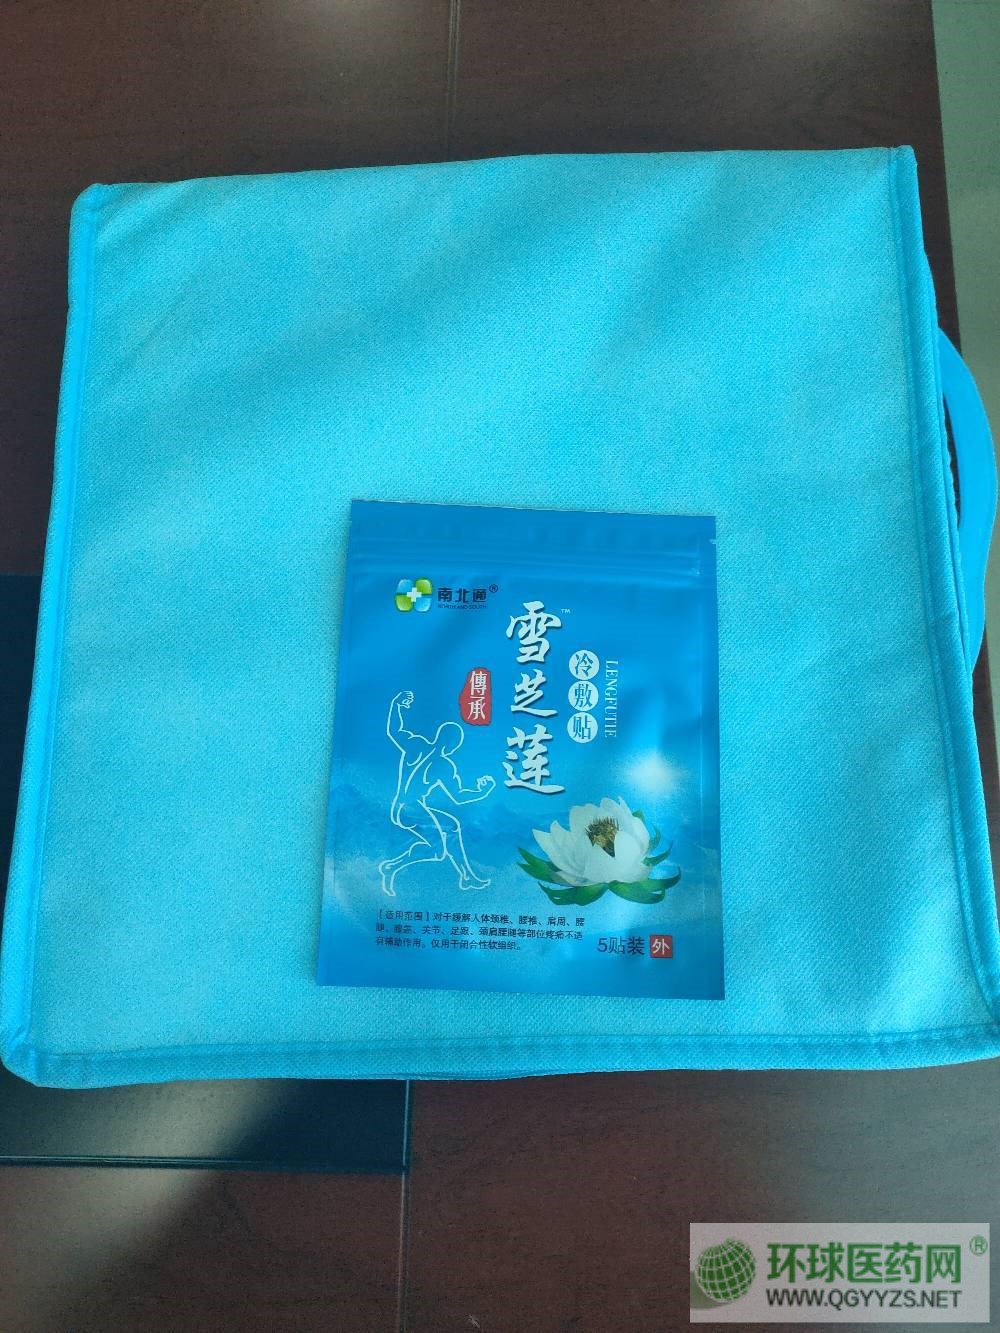 南北通®
NORTH AND SOUTH
雪芝莲™
冷敷贴
LENGFUTIE
傳承
【适用范围】对于缓解人体颈椎、腰椎、肩周、腰
腿、膝盖、关节、足跟、颈肩腰腿等部位疼痛不适
有辅助作用。仅用于闭合性软组织。
5贴装 外
环球医药网®
WWW.QGYYZS.NET